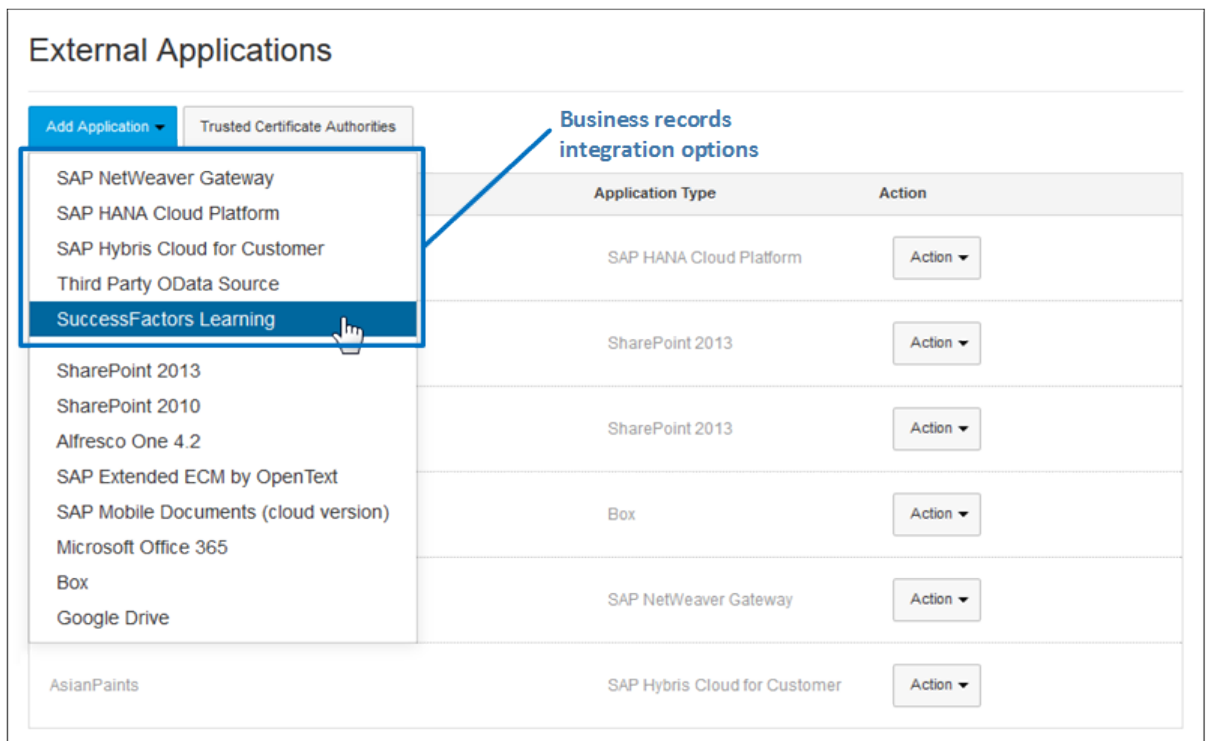 External Applications
Add Application
Trusted Certificate Authorities
Business records
integration options
SAP NetWeaver Gateway
SAP HANA Cloud Platform
SAP Hybris Cloud for Customer
Third Party OData Source
SuccessFactors Learning
SharePoint 2013
SharePoint 2010
Alfresco One 4.2
SAP Extended ECM by OpenText
SAP Mobile Documents (cloud version)
Microsoft Office 365
Box
Google Drive
Application Type Action
SAP HANA Cloud Platform Action
SharePoint 2013 Action
SharePoint 2013 Action
Box Action
SAP NetWeaver Gateway Action
AsianPaints SAP Hybris Cloud for Customer Action